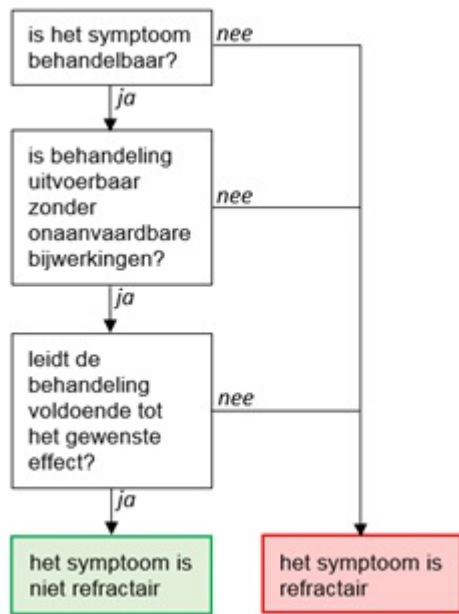 is het symptoom
behandelbaar?
nee
ja
is behandeling
uitvoerbaar
zonder
onaanvaardbare
bijwerkingen?
nee
ja
leidt de
behandeling
voldoende tot
het gewenste
effect?
nee
ja
het symptoom is
niet refractair
het symptoom is
refractair